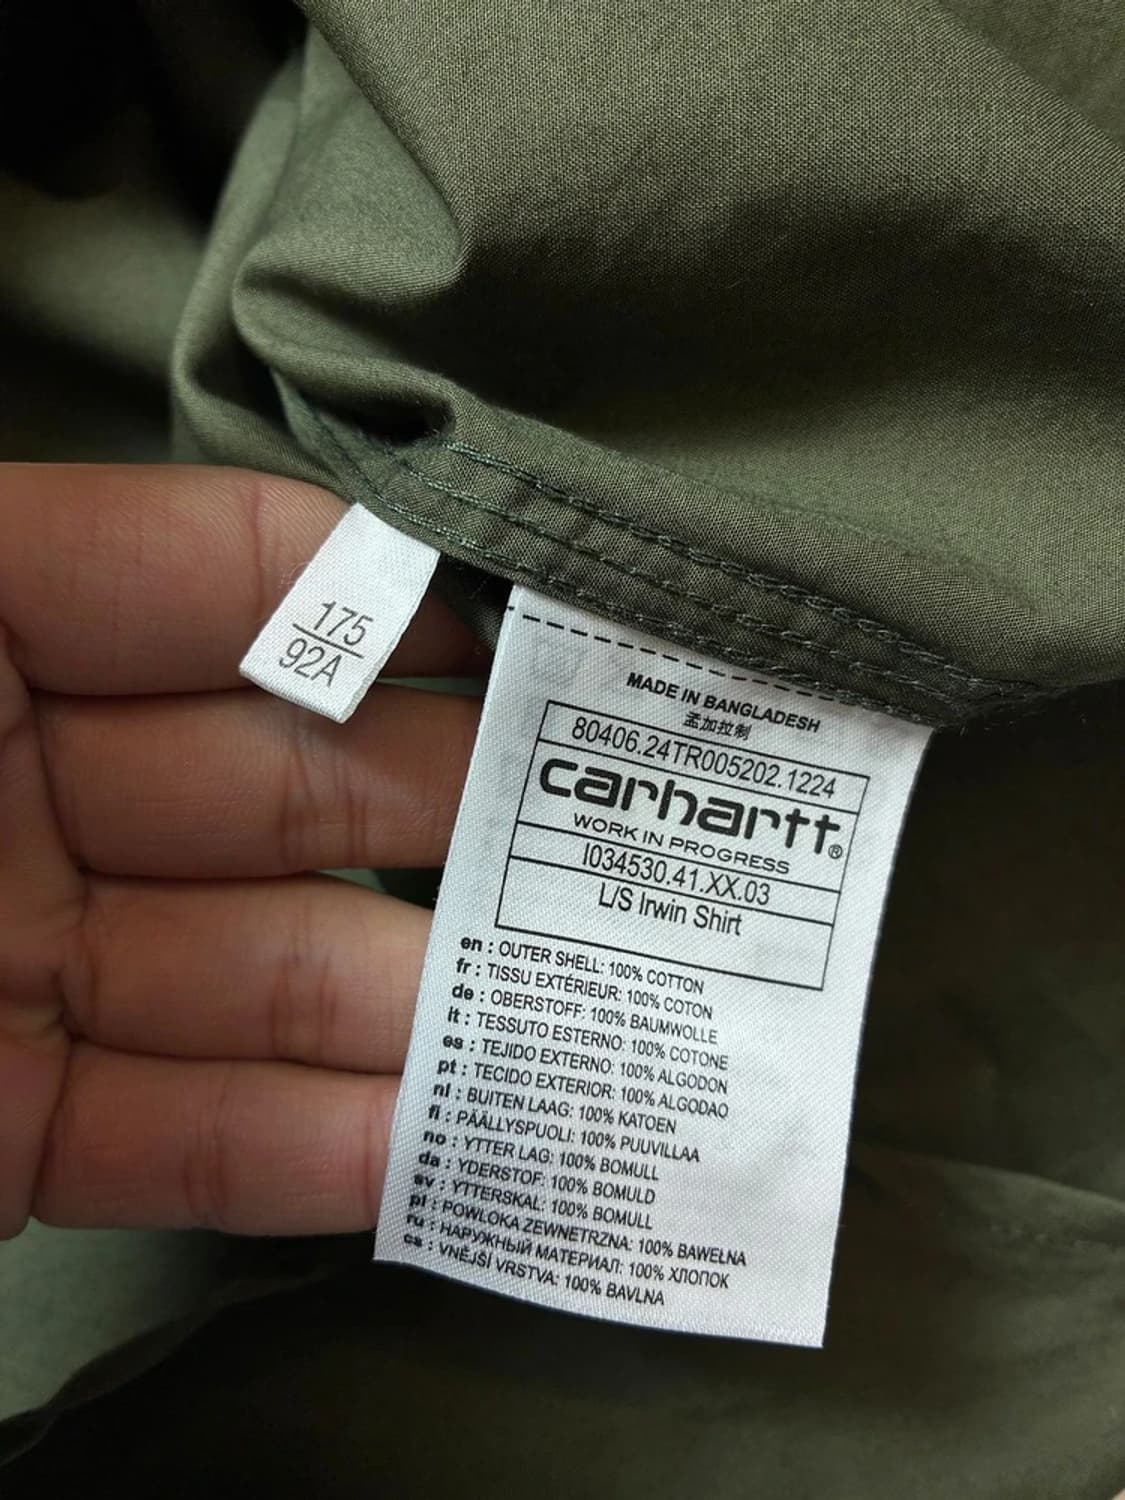 175
92A
MADE IN BANGLADESH
孟加拉制
80406.24TR005202.1224
carhartt®
WORK IN PROGRESS
I034530.41.XX.03
L/S Irwin Shirt
en : OUTER SHELL: 100% COTTON
fr : TISSU EXTÉRIEUR: 100% COTON
de : OBERSTOFF: 100% BAUMWOLLE
it : TESSUTO ESTERNO: 100% COTONE
es : TEJIDO EXTERNO: 100% ALGODON
pt : TECIDO EXTERIOR: 100% ALGODAO
nl : BUITEN LAAG: 100% KATOEN
fi : PÄÄLLYSPUOLI: 100% PUUVILLAA
no : YTTER LAG: 100% BOMULL
da : YDERSTOF: 100% BOMULD
sv : YTTERSKAL: 100% BOMULL
pl : POWLOKA ZEWNETRZNA: 100% BAWEŁNA
ru : НАРУЖНЫЙ МАТЕРИАЛ: 100% ХЛОПОК
cs : VNĚJŠÍ VRSTVA: 100% BAVLNA